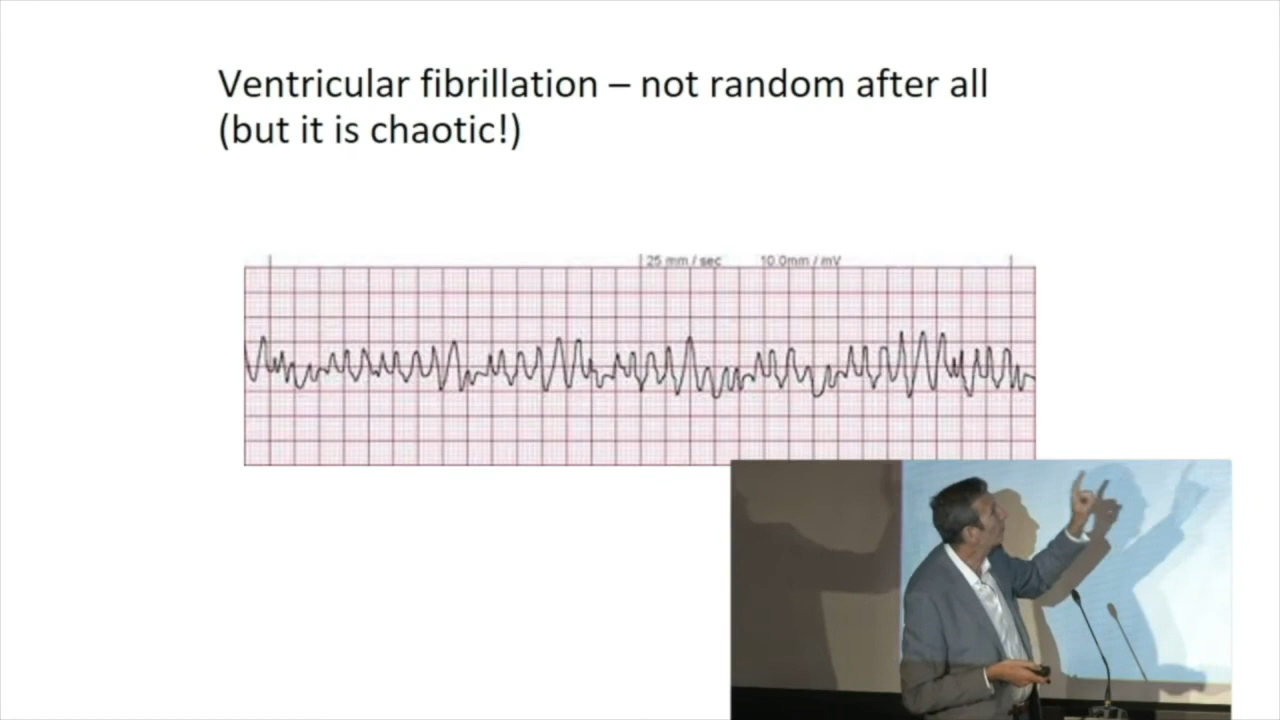 Ventricular fibrillation – not random after all
(but it is chaotic!)
25 mm / sec 10.0mm / mV